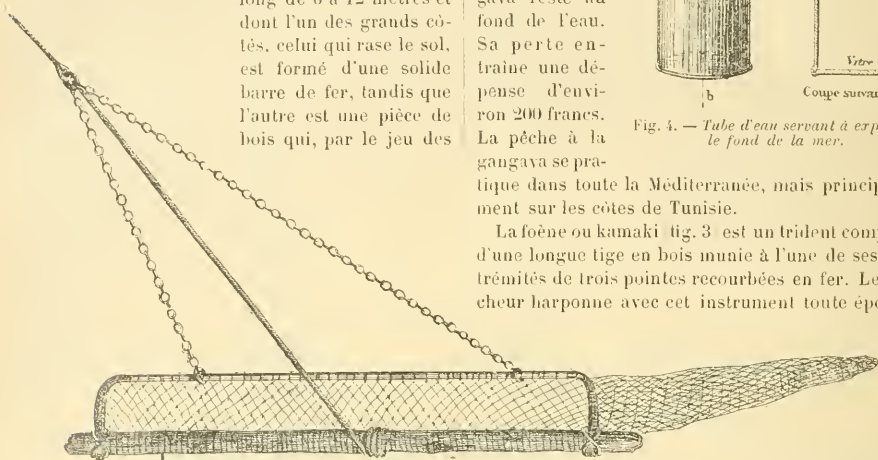 long de 6 à 12 mètres et
dont l'un des grands cô-
tés, celui qui rase le sol,
est formé d'une solide
barre de fer, tandis que
l'autre est une pièce de
bois qui, par le jeu des
gava reste au
fond de l'eau.
Sa perte en-
traîne une dé-
pense d'envi-
ron 200 francs.
La pêche à la
gangava se pra-
tique dans toute la Méditerranée, mais princip
ment sur les côtes de Tunisie.
La foène ou kamaki fig. 3 est un trident com
d'une longue tige en bois munie à l'une de ses
trémités de trois pointes recourbées en fer. Le
cheur harponne avec cet instrument toute épo
b
Vitre
Coupe suivan
Fig. 4. — Tube d'eau servant à exp
le fond de la mer.